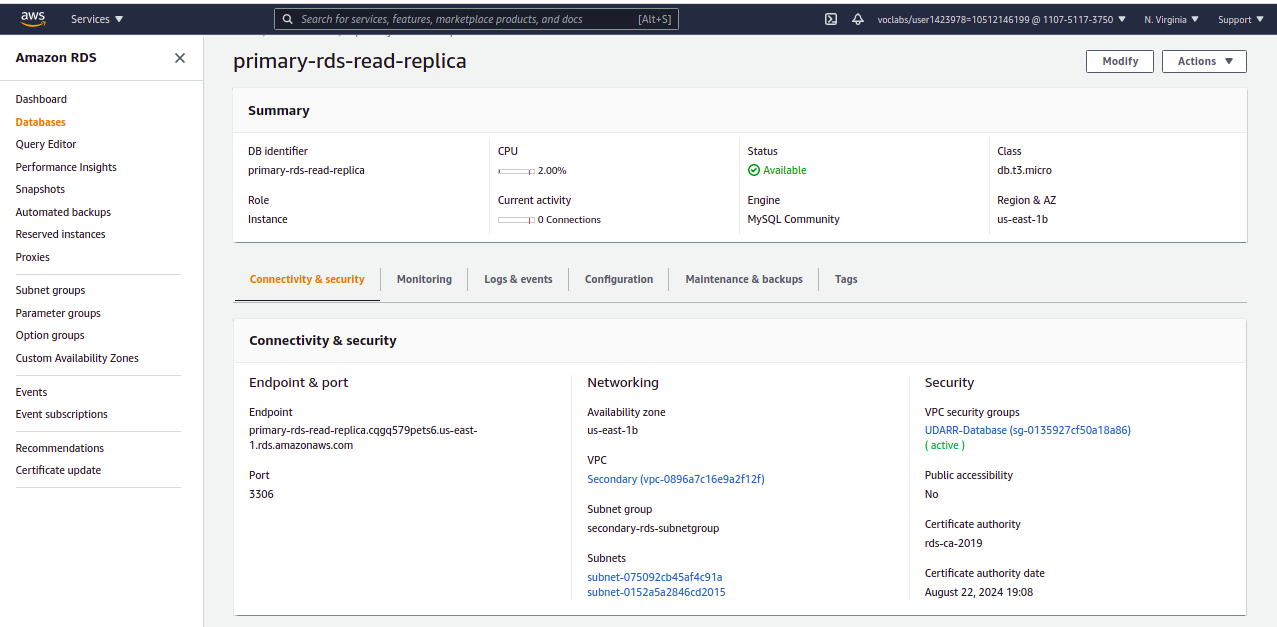 aws
Services ▼
Search for services, features, marketplace products, and docs [Alt+S]
voclabs/user1423978=10512146199 @ 1107-5117-3750 ▼
N. Virginia ▼
Support ▼
Amazon RDS
Dashboard
Databases
Query Editor
Performance Insights
Snapshots
Automated backups
Reserved instances
Proxies
Subnet groups
Parameter groups
Option groups
Custom Availability Zones
Events
Event subscriptions
Recommendations
Certificate update
primary-rds-read-replica
Modify
Actions ▼
Summary
DB identifier
primary-rds-read-replica
CPU
2.00%
Status
Available
Class
db.t3.micro
Role
Instance
Current activity
0 Connections
Engine
MySQL Community
Region & AZ
us-east-1b
Connectivity & security
Monitoring
Logs & events
Configuration
Maintenance & backups
Tags
Connectivity & security
Endpoint & port
Endpoint
primary-rds-read-replica.cqgq579pets6.us-east-
1.rds.amazonaws.com
Port
3306
Networking
Availability zone
us-east-1b
VPC
Secondary (vpc-0896a7c16e9a2f12f)
Subnet group
secondary-rds-subnetgroup
Subnets
subnet-075092cb45af4c91a
subnet-0152a5a2846cd2015
Security
VPC security groups
UDARR-Database (sg-0135927cf50a18a86)
( active )
Public accessibility
No
Certificate authority
rds-ca-2019
Certificate authority date
August 22, 2024 19:08